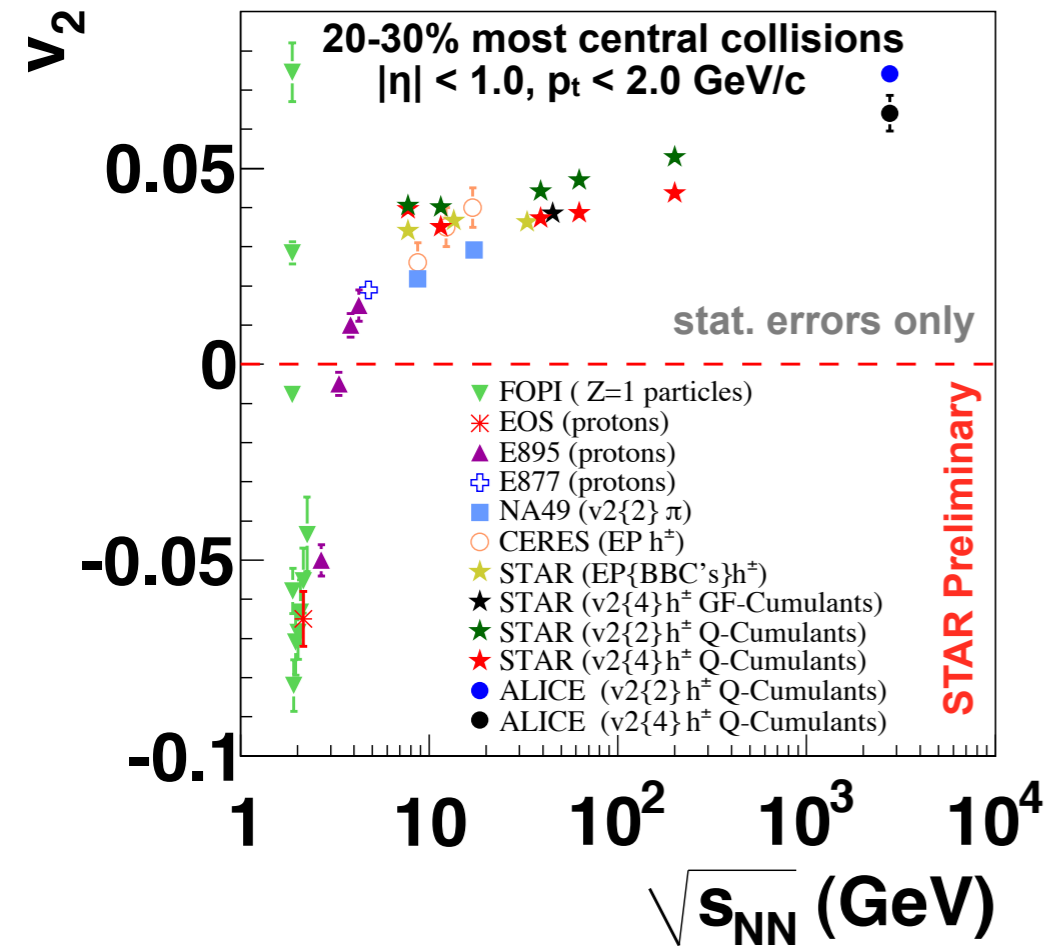 v2
20-30% most central collisions
|η| < 1.0, pt < 2.0 GeV/c
0.05
0
-0.05
-0.1
stat. errors only
FOPI ( Z=1 particles)
EOS (protons)
E895 (protons)
E877 (protons)
NA49 (v2{2} π)
CERES (EP h±)
STAR (EP{BBC's}h±)
STAR (v2{4}h± GF-Cumulants)
STAR (v2{2}h± Q-Cumulants)
STAR (v2{4}h± Q-Cumulants)
ALICE (v2{2}h± Q-Cumulants)
ALICE (v2{4}h± Q-Cumulants)
STAR Preliminary
1 10 10² 10³ 10⁴
√sNN (GeV)